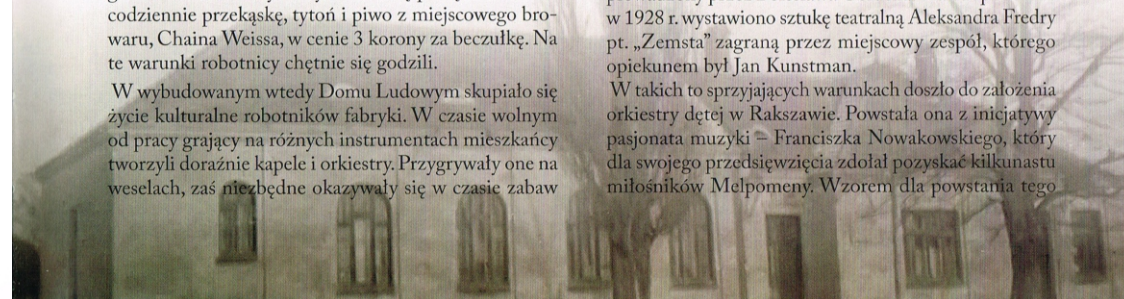 codziennie przekąskę, tytoń i piwo z miejscowego bro-
waru, Chaina Weissa, w cenie 3 korony za beczułkę. Na
te warunki robotnicy chętnie się godzili.
W wybudowanym wtedy Domu Ludowym skupiało się
życie kulturalne robotników fabryki. W czasie wolnym
od pracy grający na różnych instrumentach mieszkańcy
tworzyli doraźnie kapele i orkiestry. Przygrywały one na
weselach, zaś niezbędne okazywały się w czasie zabaw
w 1928 r. wystawiono sztukę teatralną Aleksandra Fredry
pt. „Zemsta” zagraną przez miejscowy zespół, którego
opiekunem był Jan Kunstman.
W takich to sprzyjających warunkach doszło do założenia
orkiestry dętej w Rakszawie. Powstała ona z inicjatywy
pasjonata muzyki – Franciszka Nowakowskiego, który
dla swojego przedsięwzięcia zdołał pozyskać kilkunastu
miłośników Melpomeny. Wzorem dla powstania tego